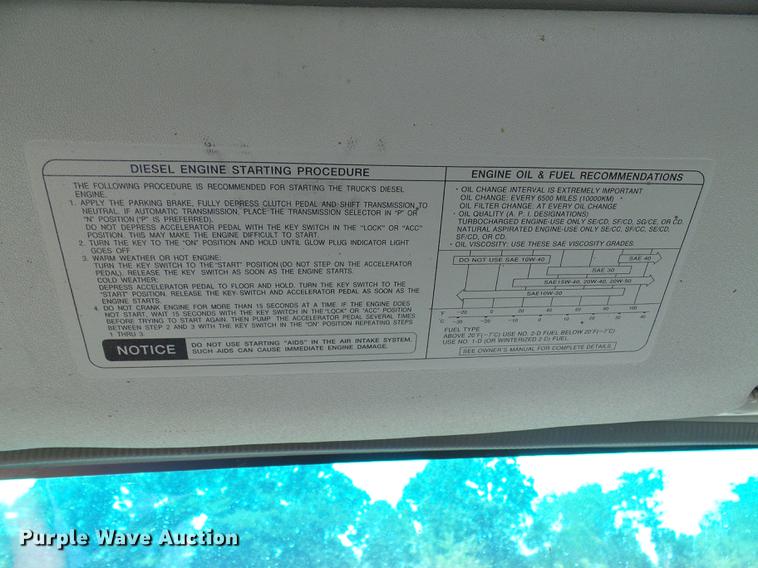 DIESEL ENGINE STARTING PROCEDURE
THE FOLLOWING PROCEDURE IS RECOMMENDED FOR STARTING THE TRUCK'S DIESEL
ENGINE.
1. APPLY THE PARKING BRAKE, FULLY DEPRESS CLUTCH PEDAL AND SHIFT TRANSMISSION TO
NEUTRAL. IF AUTOMATIC TRANSMISSION, PLACE THE TRANSMISSION SELECTOR IN "P" OR
"N" POSITION ("P" IS PREFERRED).
DO NOT DEPRESS ACCELERATOR PEDAL WITH THE KEY SWITCH IN THE "LOCK" OR "ACC"
POSITION. THIS MAY MAKE THE ENGINE DIFFICULT TO START.
2. TURN THE KEY TO THE "ON" POSITION AND HOLD UNTIL GLOW PLUG INDICATOR LIGHT
GOES OFF.
3. WARM WEATHER OR HOT ENGINE:
TURN THE KEY SWITCH TO THE "START" POSITION (DO NOT STEP ON THE ACCELERATOR
PEDAL). RELEASE THE KEY SWITCH AS SOON AS THE ENGINE STARTS.
COLD WEATHER:
DEPRESS ACCELERATOR PEDAL TO FLOOR AND HOLD. TURN THE KEY SWITCH TO THE
"START" POSITION. RELEASE THE KEY SWITCH AND ACCELERATOR PEDAL AS SOON AS THE
ENGINE STARTS.
4. DO NOT CRANK ENGINE FOR MORE THAN 15 SECONDS AT A TIME IF THE ENGINE DOES
NOT START, WAIT 15 SECONDS WITH THE KEY SWITCH IN THE "LOCK" OR "ACC" POSITION
BEFORE TRYING TO START AGAIN. THEN PUMP THE ACCELERATOR PEDAL SEVERAL TIMES
BETWEEN STEP 2 AND 3 WITH THE KEY SWITCH IN THE "ON" POSITION REPEATING STEPS
1 THRU 3.
NOTICE
DO NOT USE STARTING "AIDS" IN THE AIR INTAKE SYSTEM.
SUCH AIDS CAN CAUSE IMMEDIATE ENGINE DAMAGE.
ENGINE OIL & FUEL RECOMMENDATIONS
• OIL CHANGE INTERVAL IS EXTREMELY IMPORTANT
OIL CHANGE: EVERY 6500 MILES (10000KM)
OIL FILTER CHANGE: AT EVERY OIL CHANGE
• OIL QUALITY (A. P. I. DESIGNATIONS)
TURBOCHARGED ENGINE-USE ONLY SE/CD, SF/CD, SG/CE, OR CD.
NATURAL ASPIRATED ENGINE-USE ONLY SE/CC, SF/CC, SE/CD,
SF/CD, OR CD.
• OIL VISCOSITY: USE THESE SAE VISCOSITY GRADES.
DO NOT USE SAE 10W-40
SAE 40
SAE 30
SAE15W-40, 20W-40, 20W-50
SAE10W-30
°F -20 0 20 40 60 80 100
°C -30 -20 -10 0 10 20 30 40
FUEL TYPE
ABOVE 20°F(-7°C) USE NO. 2-D FUEL BELOW 20°F(-7°C)
USE NO. 1-D (OR WINTERIZED 2-D) FUEL.
SEE OWNER'S MANUAL FOR COMPLETE DETAILS.
Purple Wave Auction